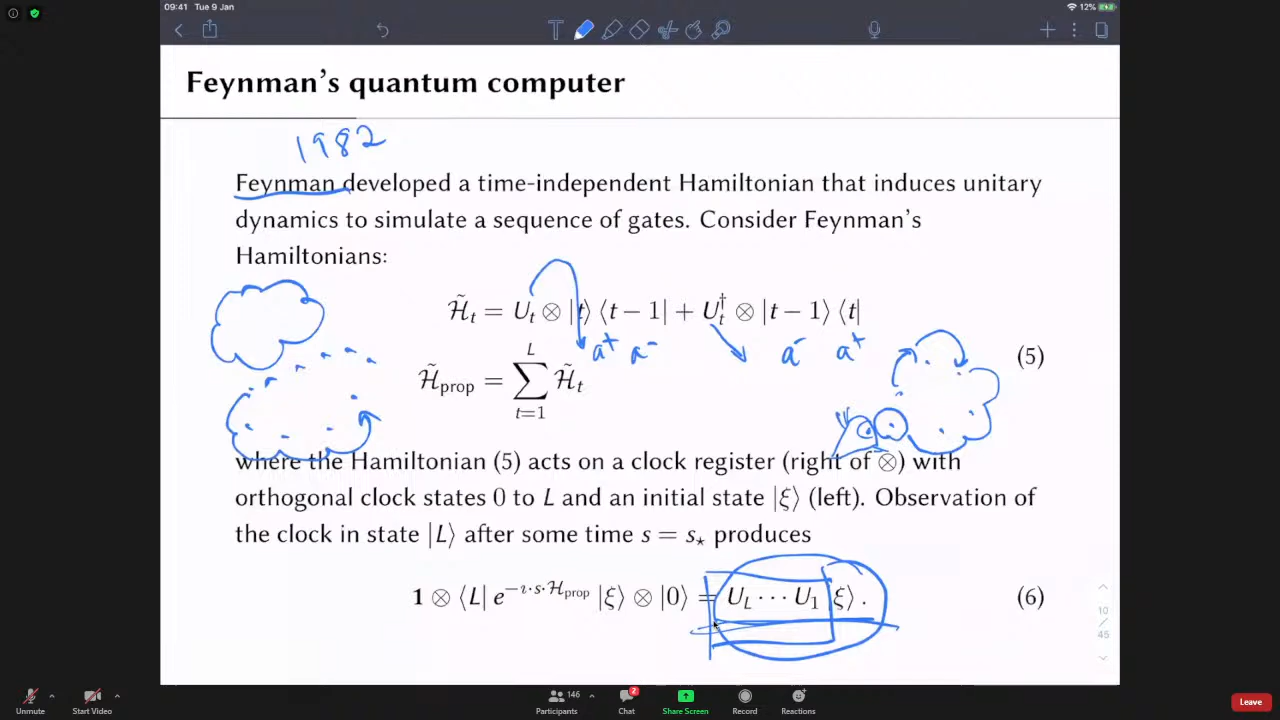 09:41 Tue 9 Jan
12%
Feynman's quantum computer
1982
Feynman developed a time-independent Hamiltonian that induces unitary
dynamics to simulate a sequence of gates. Consider Feynman's
Hamiltonians:
H̃_t = U_t ⊗ |t⟩ ⟨t − 1| + U_t^† ⊗ |t − 1⟩ ⟨t|
a⁺ a⁻ a⁻ a⁺
H̃_prop = ∑_{t=1}^{L} H̃_t (5)
where the Hamiltonian (5) acts on a clock register (right of ⊗) with
orthogonal clock states 0 to L and an initial state |ξ⟩ (left). Observation of
the clock in state |L⟩ after some time s = s⋆ produces
1 ⊗ ⟨L| e^{−ı·s·H_prop} |ξ⟩ ⊗ |0⟩ = U_L ⋯ U_1 |ξ⟩ . (6)
10
/
45
Unmute
Start Video
146
Participants
2
Chat
Share Screen
Record
Reactions
Leave